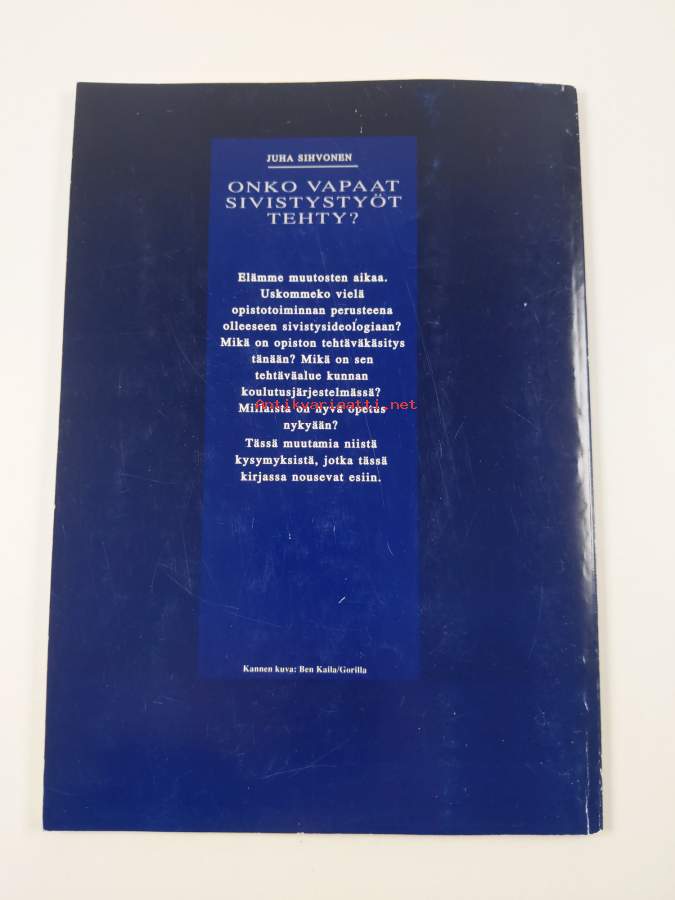 JUHA SIHVONEN
ONKO VAPAAT
SIVISTYSTYÖT
TEHTY?
Elämme muutosten aikaa.
Uskommeko vielä
opistotoiminnan perusteena
olleeseen sivistysideologiaan?
Mikä on opiston tehtäväkäsitys
tänään? Mikä on sen
tehtäväalue kunnan
koulutusjärjestelmässä?
Millaista on hyvä opetus
Antikvariaatti.net
nykyään?
Tässä muutamia niistä
kysymyksistä, jotka tässä
kirjassa nousevat esiin.
Kannen kuva: Ben Kaila/Gorilla